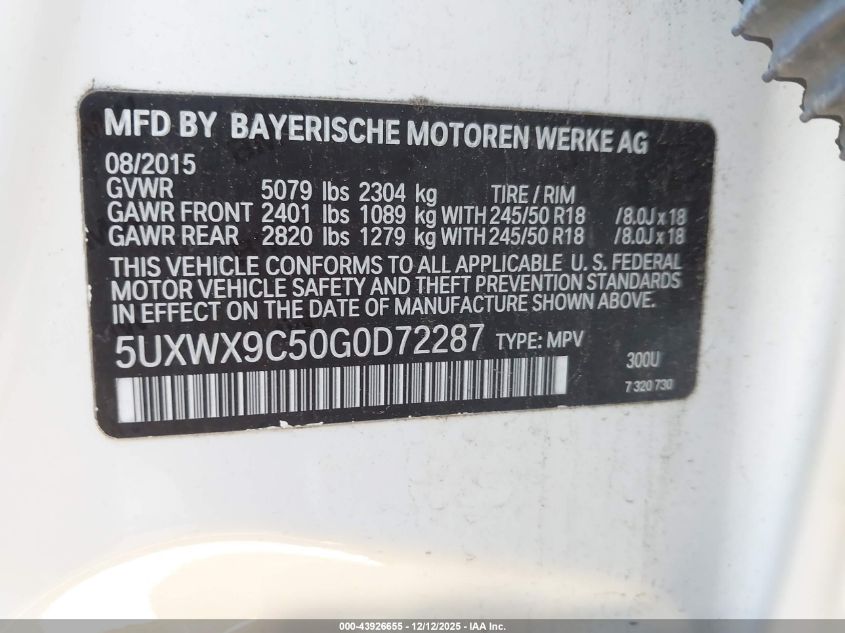 MFD BY BAYERISCHE MOTOREN WERKE AG
08/2015
GVWR 5079 lbs 2304 kg TIRE / RIM
GAWR FRONT 2401 lbs 1089 kg WITH 245/50 R18 /8.0J x 18
GAWR REAR 2820 lbs 1279 kg WITH 245/50 R18 /8.0J x 18
THIS VEHICLE CONFORMS TO ALL APPLICABLE U. S. FEDERAL
MOTOR VEHICLE SAFETY AND THEFT PREVENTION STANDARDS
IN EFFECT ON THE DATE OF MANUFACTURE SHOWN ABOVE.
5UXWX9C50G0D72287 TYPE: MPV
300U
7 320 730
000-43926655 - 12/12/2025 - IAA Inc.